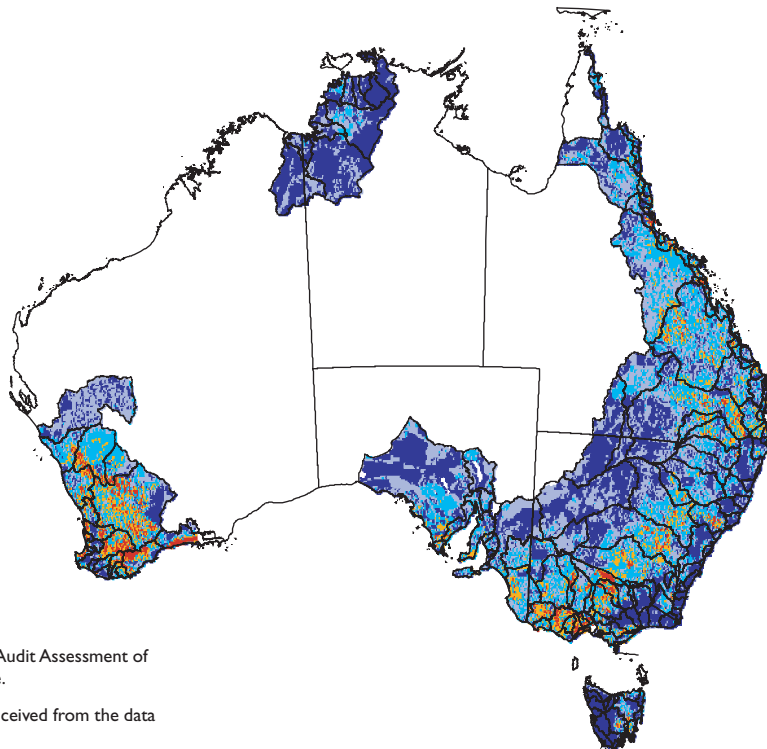 Audit Assessment of
ceived from the data